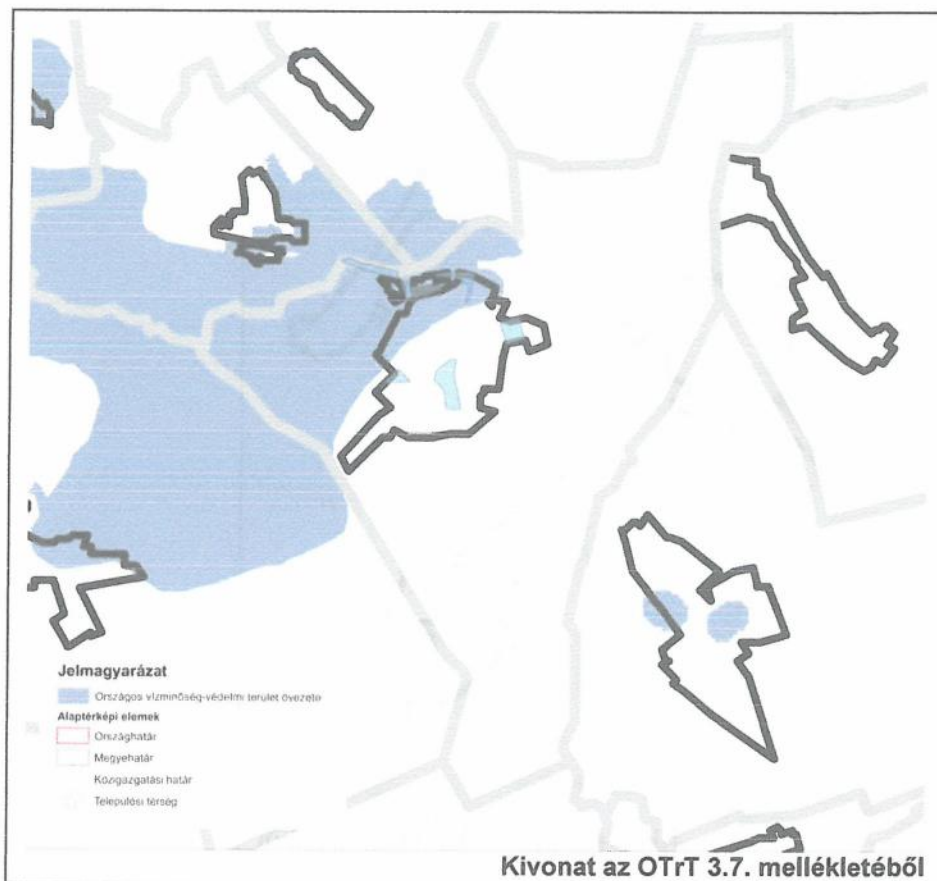 Jelmagyarázat
Országos vízminőség-védelmi terület övezete
Alaptérképi elemek
Országhatár
Megyehatár
Közigazgatási határ
Települési térség
Kivonat az OTrT 3.7. mellékletéből